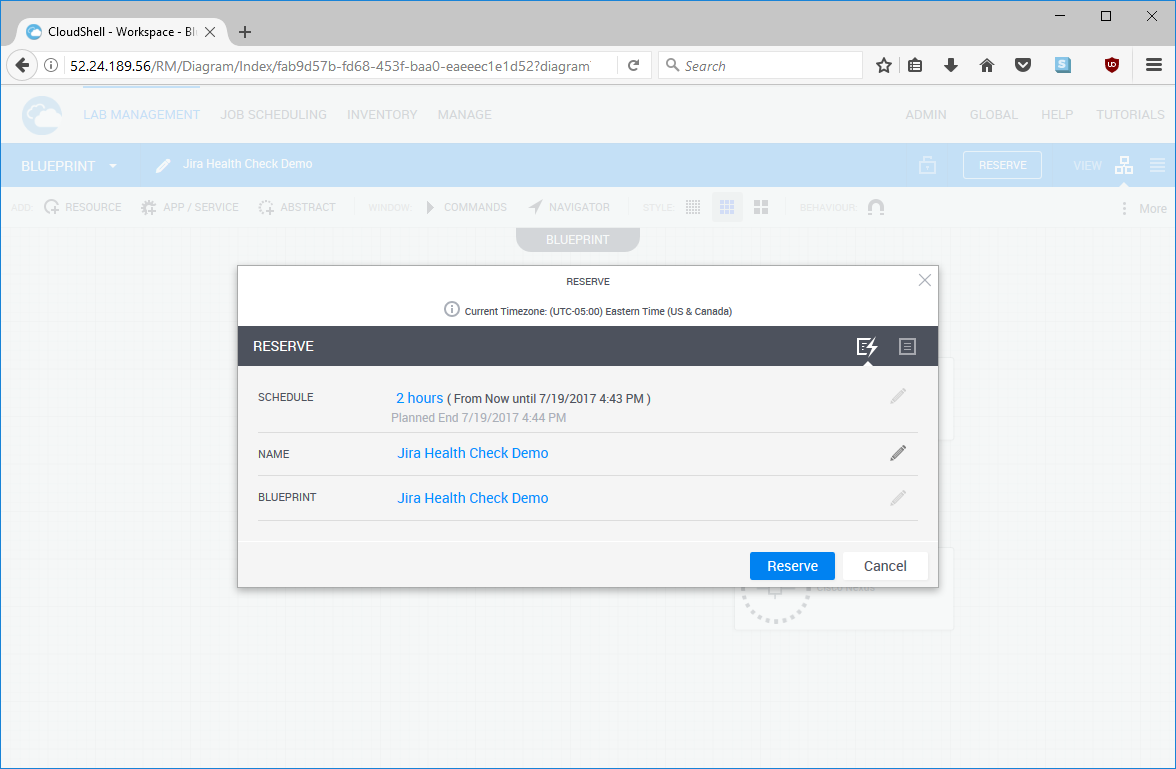 CloudShell - Workspace - Bl
52.24.189.56/RM/Diagram/Index/fab9d57b-fd68-453f-baa0-eaeeec1e1d52?diagram
Search
LAB MANAGEMENT JOB SCHEDULING INVENTORY MANAGE ADMIN GLOBAL HELP TUTORIALS
BLUEPRINT Jira Health Check Demo RESERVE VIEW
ADD RESOURCE APP / SERVICE ABSTRACT WINDOW COMMANDS NAVIGATOR STYLE BEHAVIOUR More
BLUEPRINT
RESERVE
Current Timezone: (UTC-05:00) Eastern Time (US & Canada)
RESERVE
SCHEDULE 2 hours ( From Now until 7/19/2017 4:43 PM )
Planned End 7/19/2017 4:44 PM
NAME Jira Health Check Demo
BLUEPRINT Jira Health Check Demo
Reserve Cancel